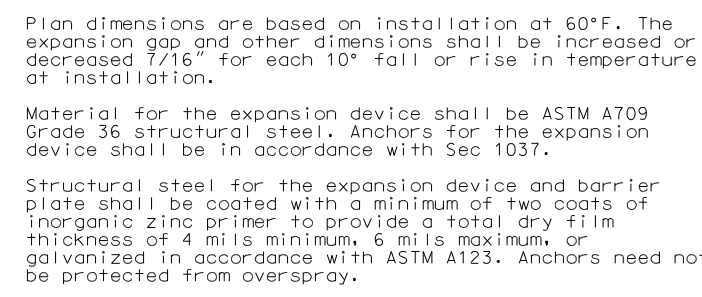 Plan dimensions are based on installation at 60°F. The
expansion gap and other dimensions shall be increased or
decreased 7/16" for each 10° fall or rise in temperature
at installation.

Material for the expansion device shall be ASTM A709
Grade 36 structural steel. Anchors for the expansion
device shall be in accordance with Sec 1037.

Structural steel for the expansion device and barrier
plate shall be coated with a minimum of two coats of
inorganic zinc primer to provide a total dry film
thickness of 4 mils minimum, 6 mils maximum, or
galvanized in accordance with ASTM A123. Anchors need not
be protected from overspray.